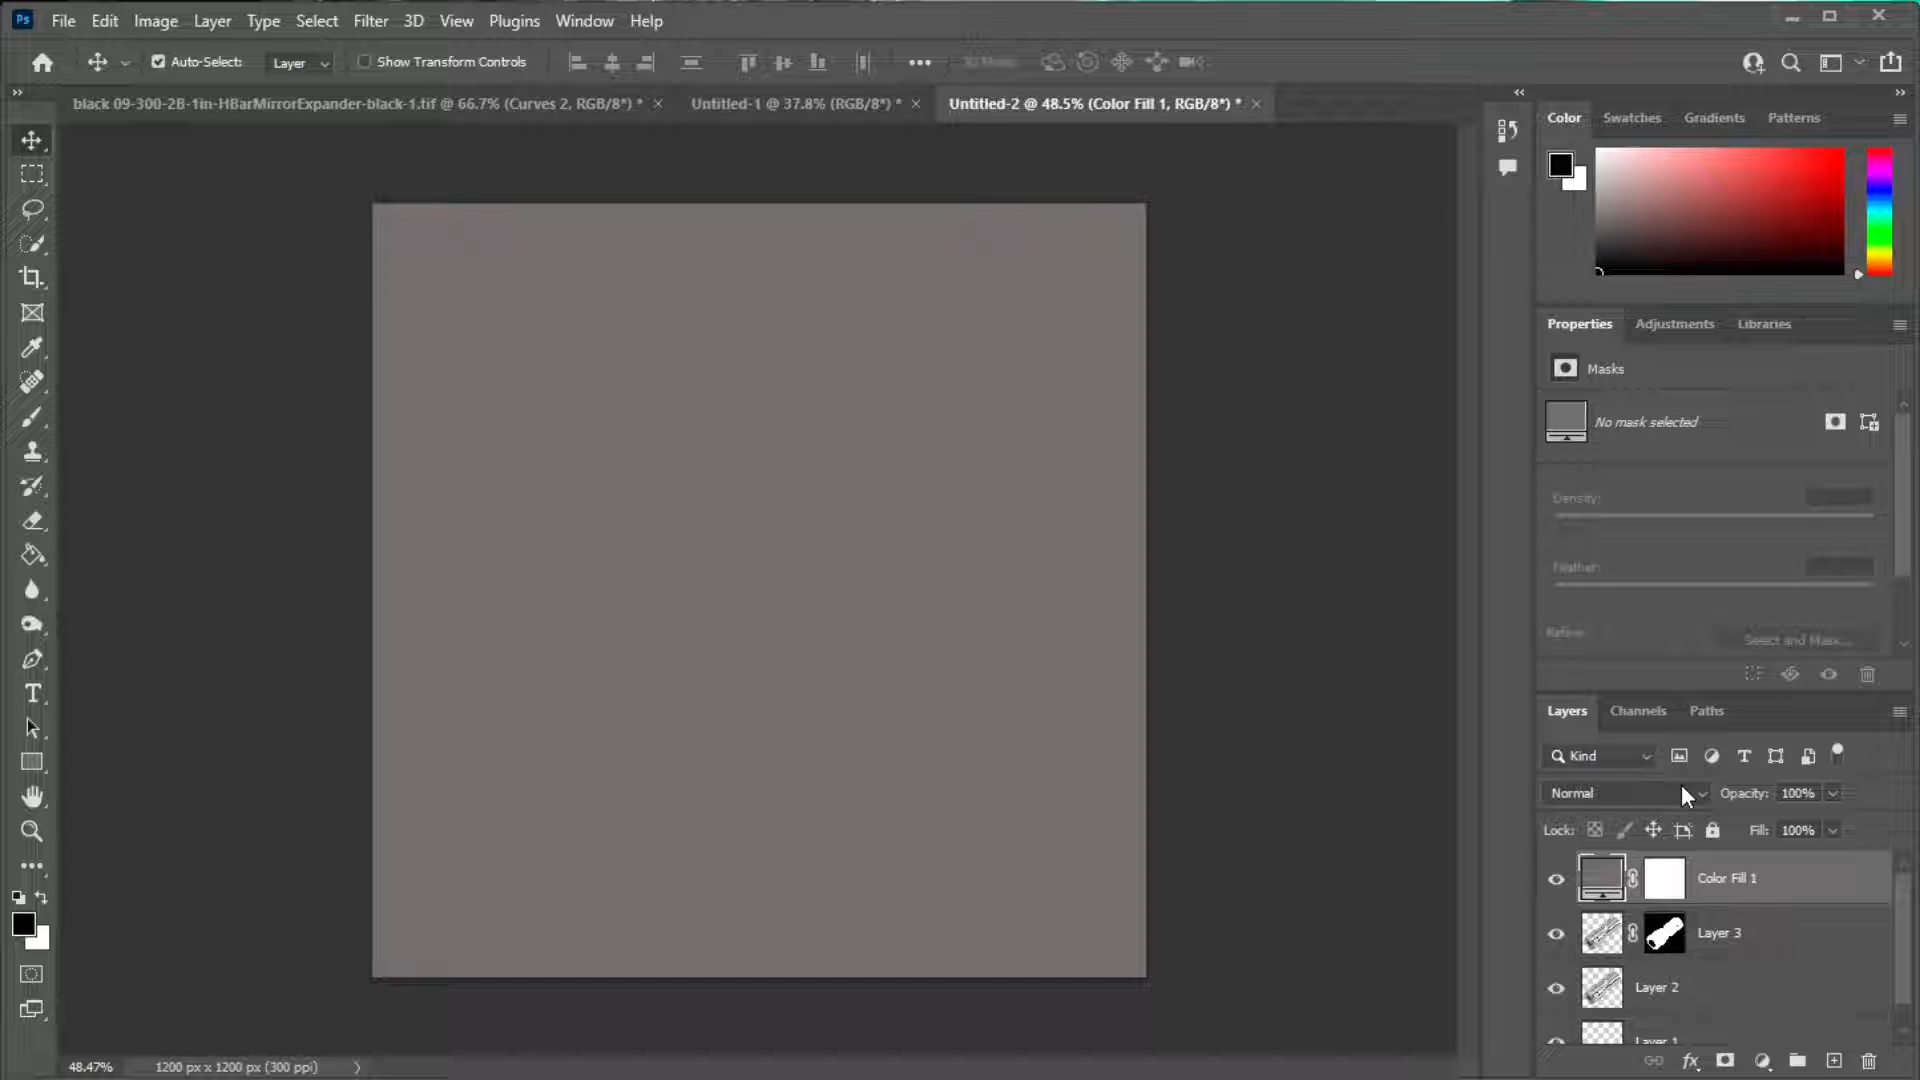 Ps File Edit Image Layer Type Select Filter 3D View Plugins Window Help
Auto-Select: Layer Show Transform Controls
black 09-300-2B-1in-HBarMirrorExpander-black-1.tif @ 66.7% (Curves 2, RGB/8*) * Untitled-1 @ 37.8% (RGB/8*) * Untitled-2 @ 48.5% (Color Fill 1, RGB/8*) *
Color Swatches Gradients Patterns
Properties Adjustments Libraries
Masks
No mask selected
Density:
Feather:
Refine: Select and Mask...
Layers Channels Paths
Kind
Normal Opacity: 100%
Lock: Fill: 100%
Color Fill 1
Layer 3
Layer 2
Layer 1
48.47% 1200 px x 1200 px (300 ppi)